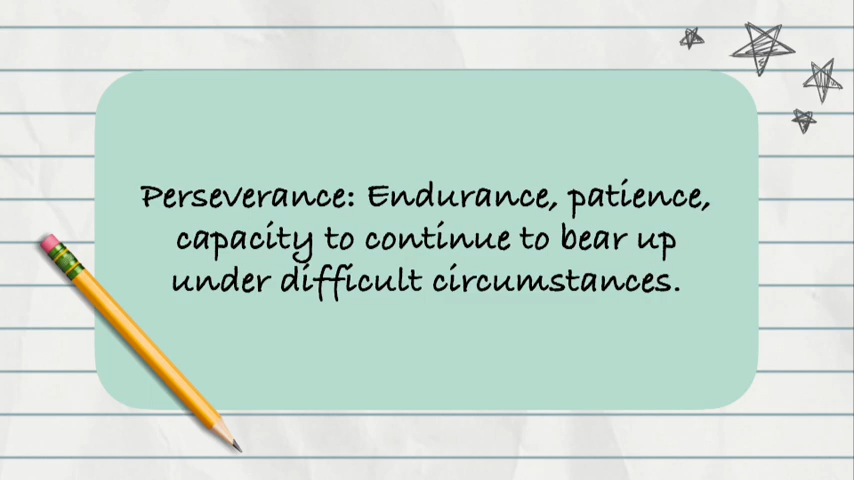 Perseverance: Endurance, patience,
capacity to continue to bear up
under difficult circumstances.